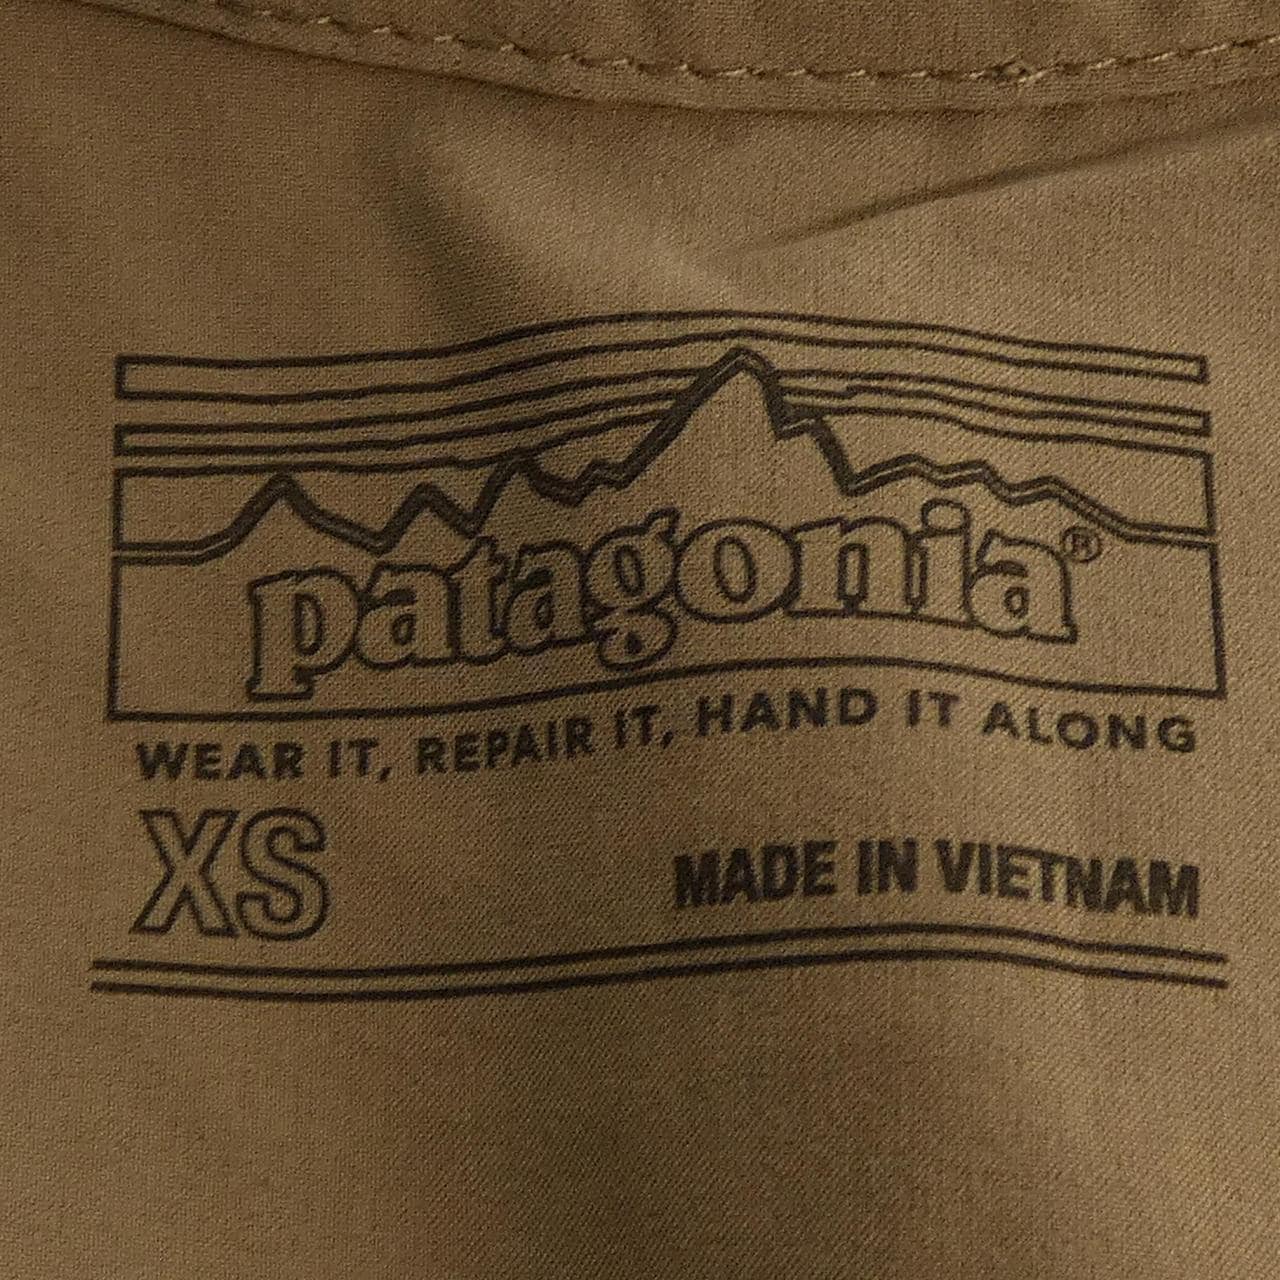 patagonia®
WEAR IT, REPAIR IT, HAND IT ALONG
XS
MADE IN VIETNAM